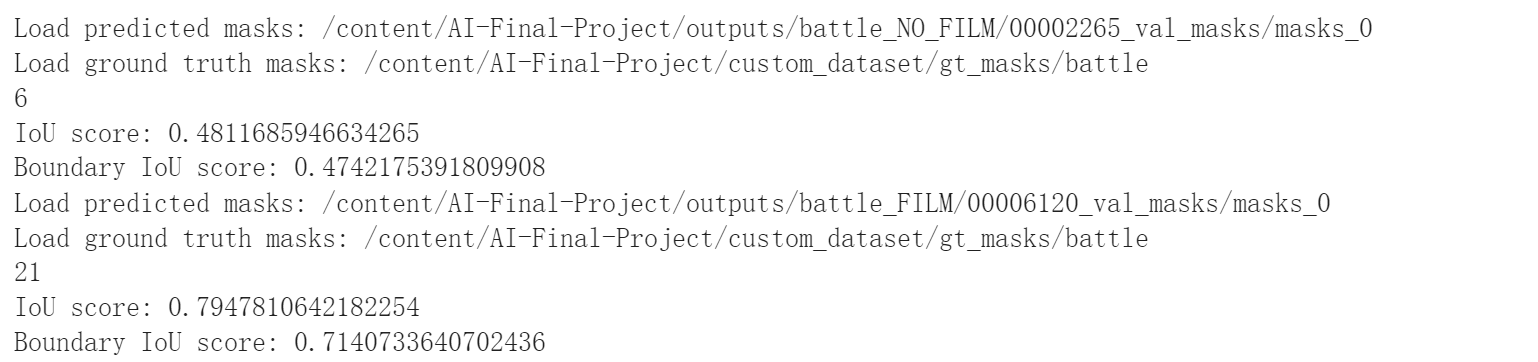 Load predicted masks: /content/AI-Final-Project/outputs/battle_NO_FILM/00002265_val_masks/masks_0
Load ground truth masks: /content/AI-Final-Project/custom_dataset/gt_masks/battle
6
IoU score: 0.4811685946634265
Boundary IoU score: 0.4742175391809908
Load predicted masks: /content/AI-Final-Project/outputs/battle_FILM/00006120_val_masks/masks_0
Load ground truth masks: /content/AI-Final-Project/custom_dataset/gt_masks/battle
21
IoU score: 0.7947810642182254
Boundary IoU score: 0.7140733640702436